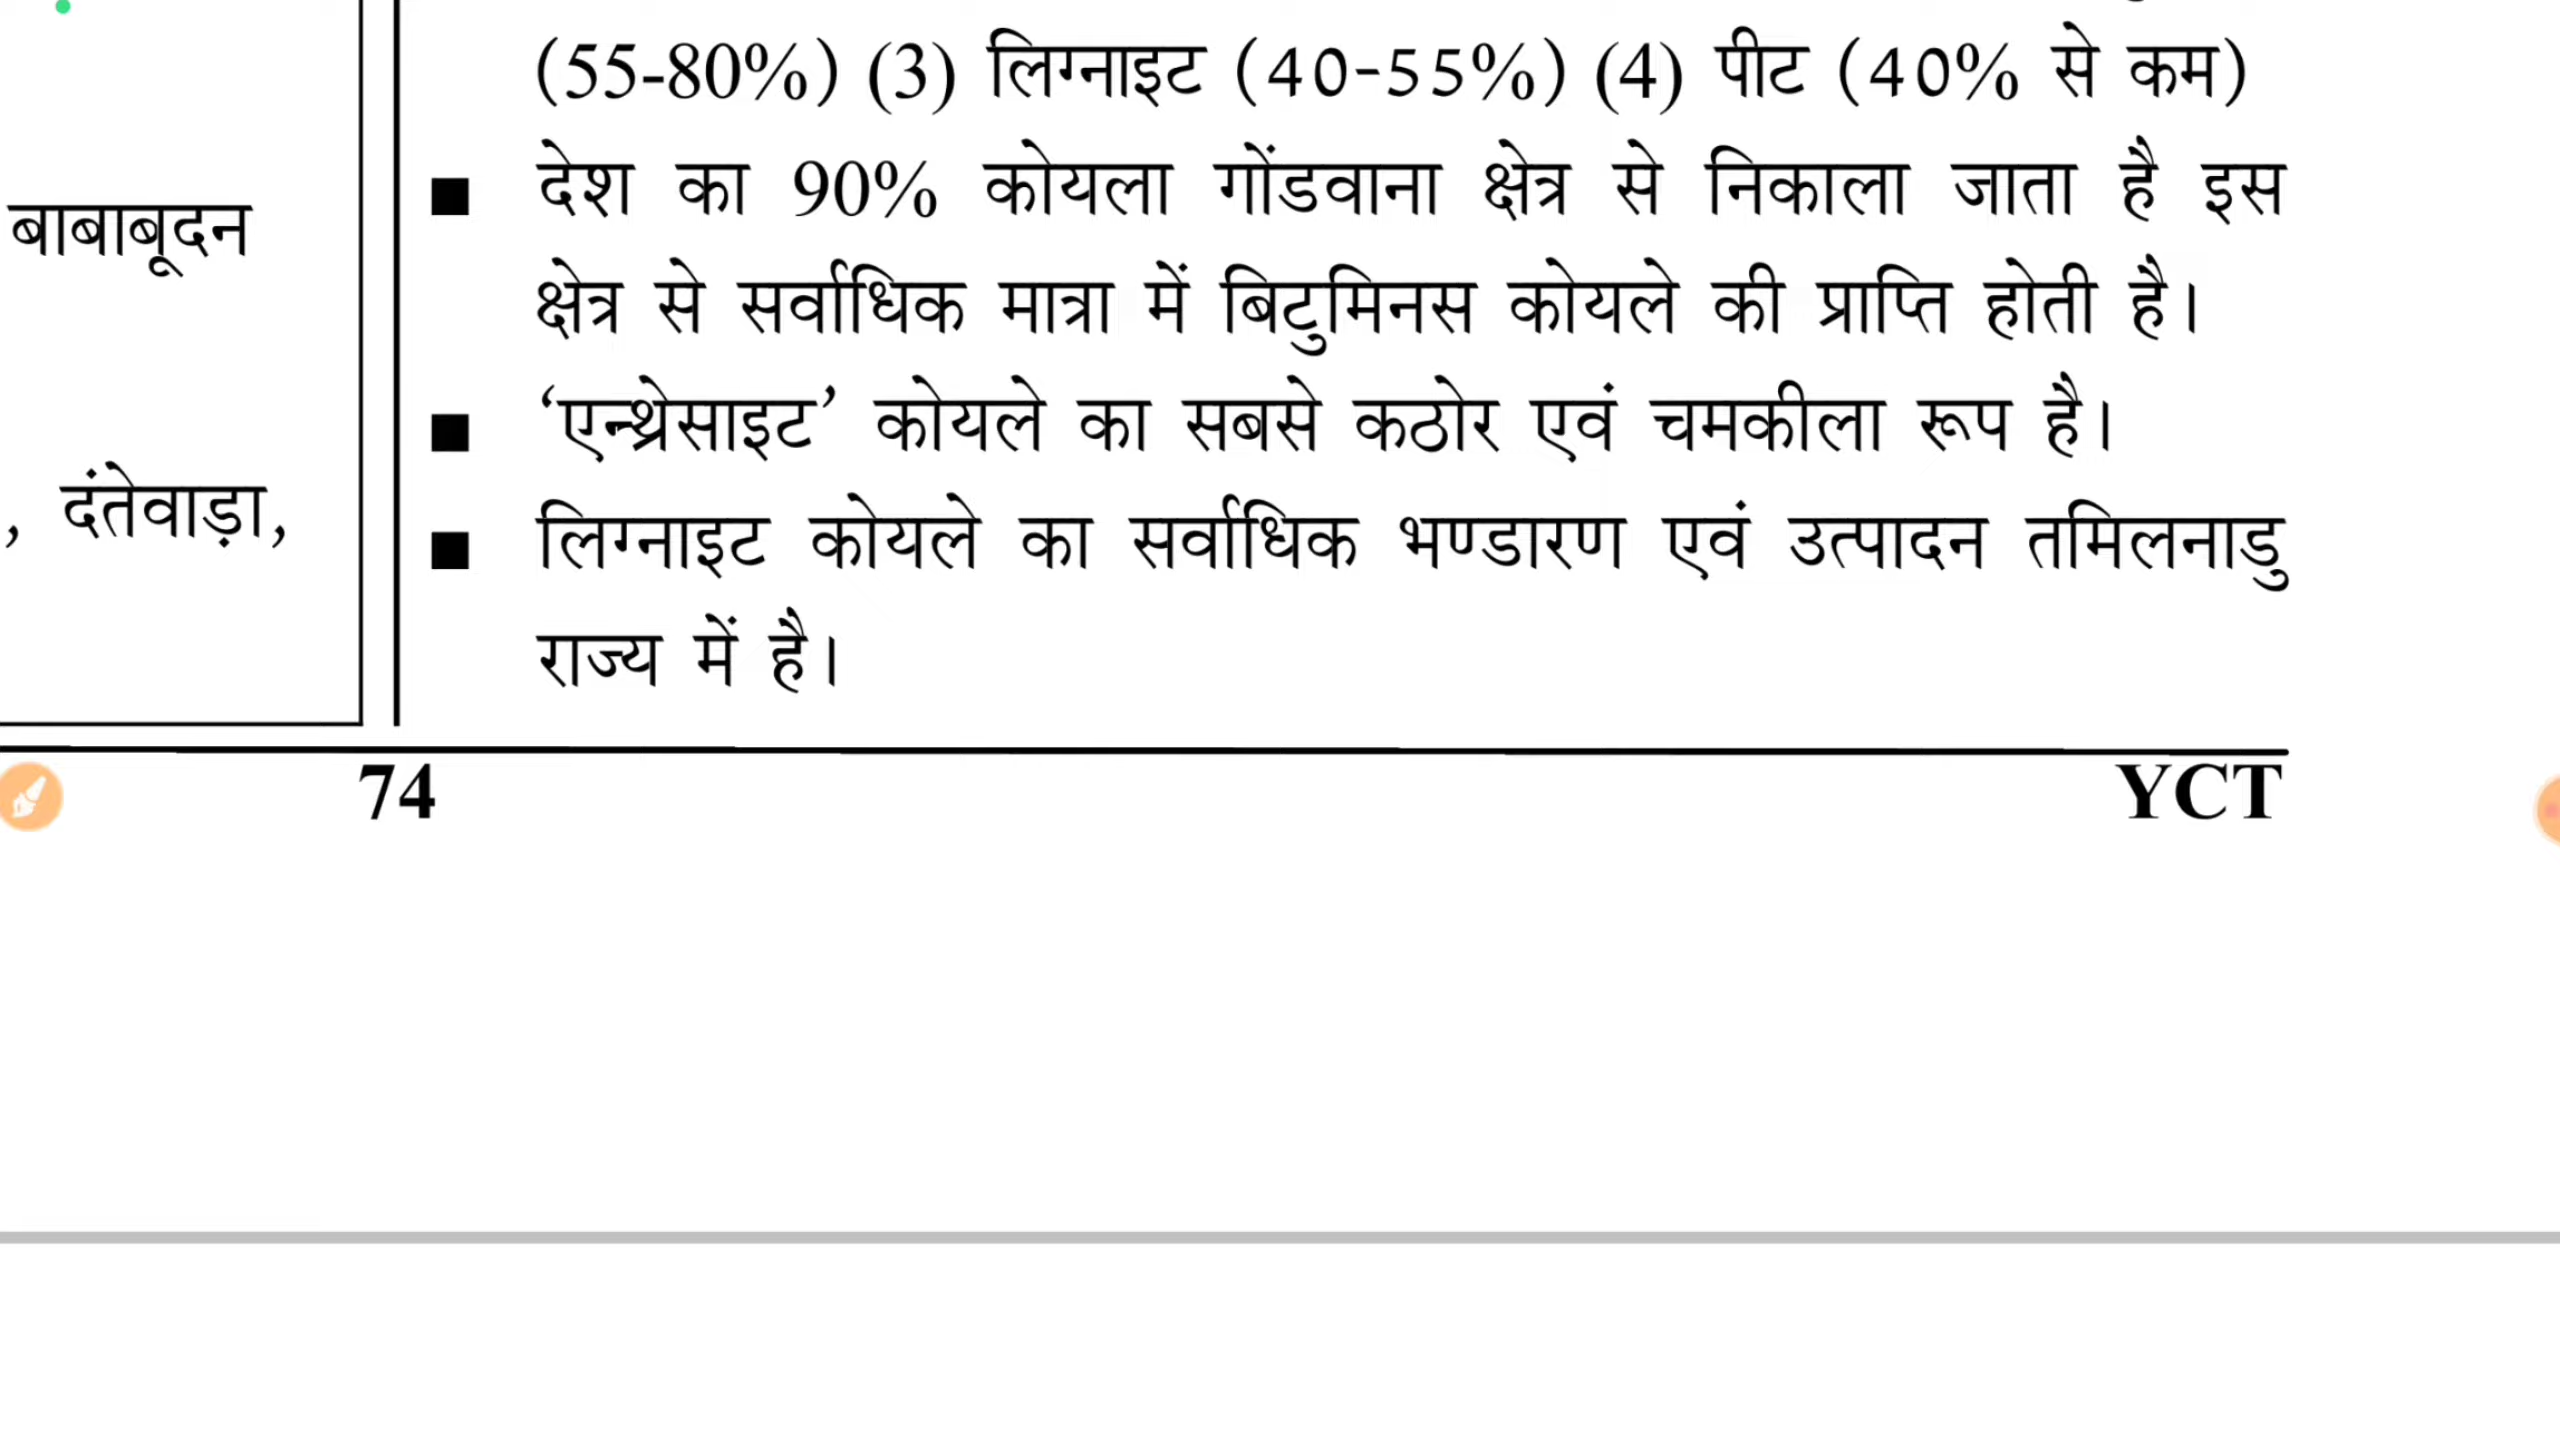 बाबाबूदन
, दंतेवाड़ा,
(55-80%) (3) लिग्नाइट (40-55%) (4) पीट (40% से कम)
■ देश का 90% कोयला गोंडवाना क्षेत्र से निकाला जाता है इस
क्षेत्र से सर्वाधिक मात्रा में बिटुमिनस कोयले की प्राप्ति होती है।
■ ‘एन्थ्रेसाइट’ कोयले का सबसे कठोर एवं चमकीला रूप है।
■ लिग्नाइट कोयले का सर्वाधिक भण्डारण एवं उत्पादन तमिलनाडु
राज्य में है।
74 YCT